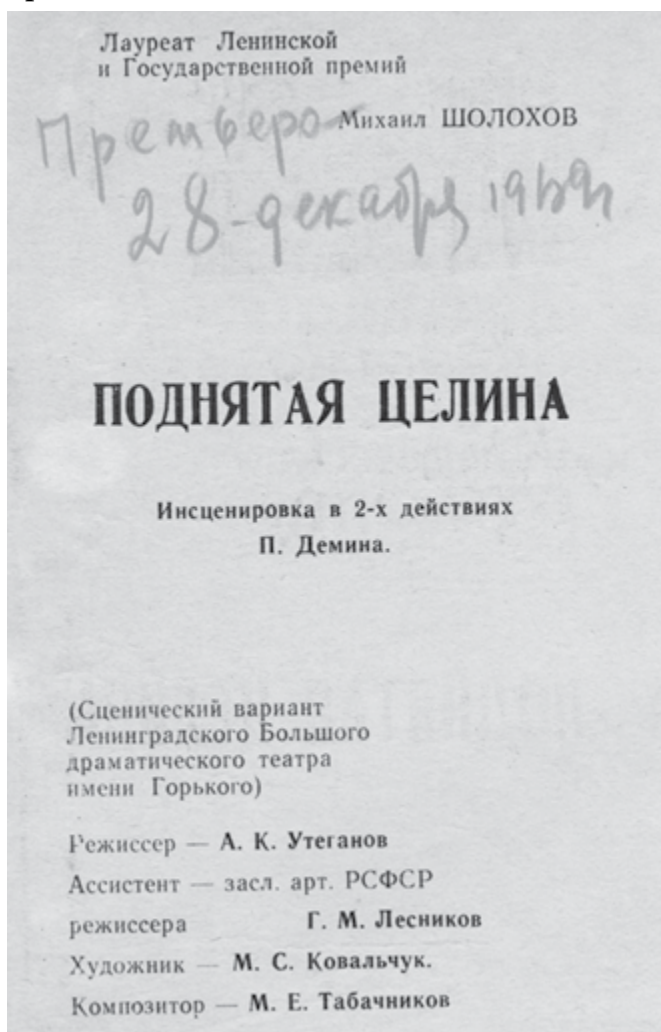 Лауреат Ленинской
и Государственной премий
Михаил ШОЛОХОВ
Премьера
28-декабря
ПОДНЯТАЯ ЦЕЛИНА
Инсценировка в 2-х действиях
П. Демина.
(Сценический вариант
Ленинградского Большого
драматического театра
имени Горького)
Режиссер — А. К. Утеганов
Ассистент — засл. арт. РСФСР
режиссера Г. М. Лесников
Художник — М. С. Ковальчук.
Композитор — М. Е. Табачников